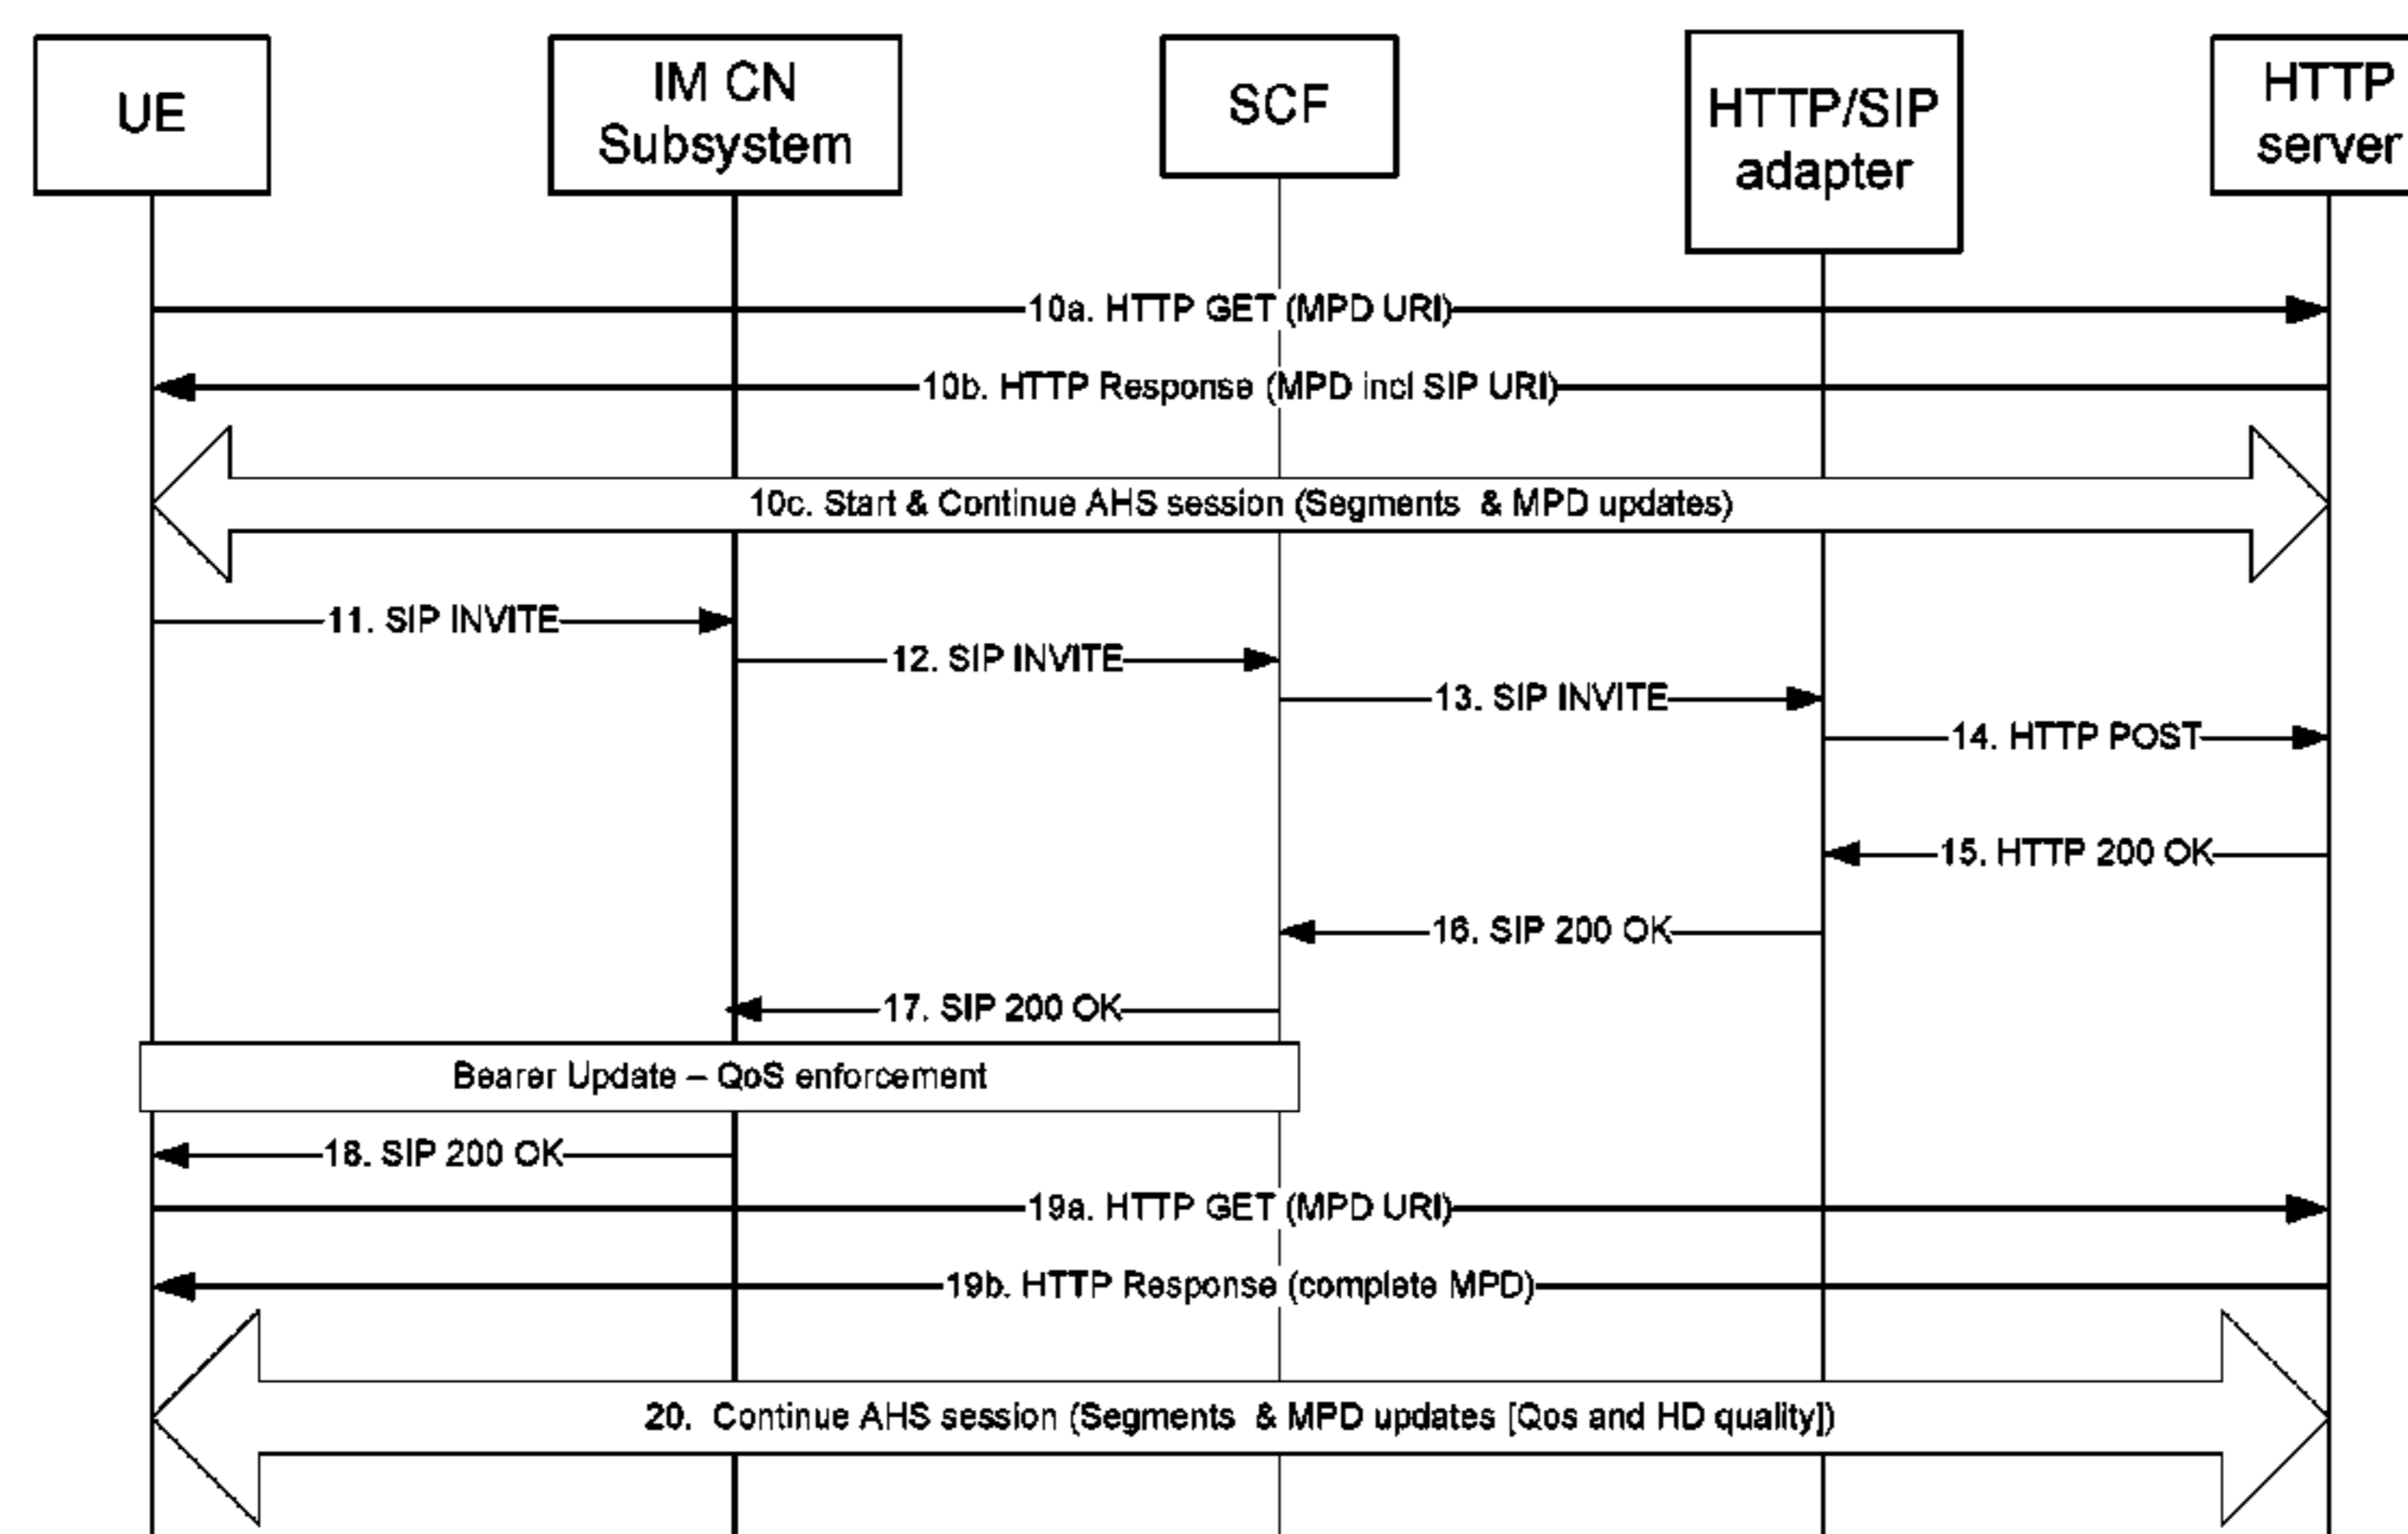 UE
IM CN
Subsystem
SCF
HTTP/SIP
adapter
HTTP
server
10a. HTTP GET (MPD URI)
10b. HTTP Response (MPD incl SIP URI)
10c. Start & Continue AHS session (Segments & MPD updates)
11. SIP INVITE
12. SIP INVITE
13. SIP INVITE
14. HTTP POST
15. HTTP 200 OK
16. SIP 200 OK
17. SIP 200 OK
Bearer Update – QoS enforcement
18. SIP 200 OK
19a. HTTP GET (MPD URI)
19b. HTTP Response (complete MPD)
20. Continue AHS session (Segments & MPD updates [Qos and HD quality])